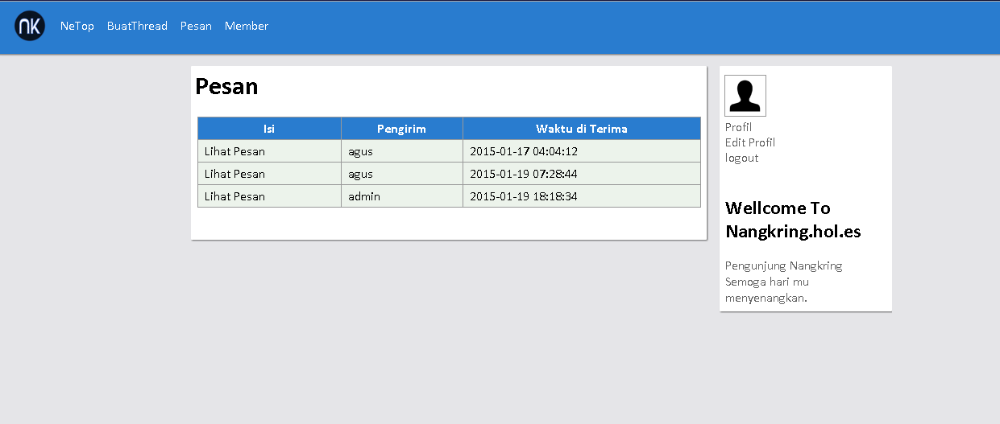 NK NeTop BuatThread Pesan Member
Pesan
Isi Pengirim Waktu di Terima
Lihat Pesan agus 2015-01-17 04:04:12
Lihat Pesan agus 2015-01-19 07:28:44
Lihat Pesan admin 2015-01-19 18:18:34
Profil
Edit Profil
logout
Wellcome To
Nangkring.hol.es
Pengunjung Nangkring
Semoga hari mu
menyenangkan.